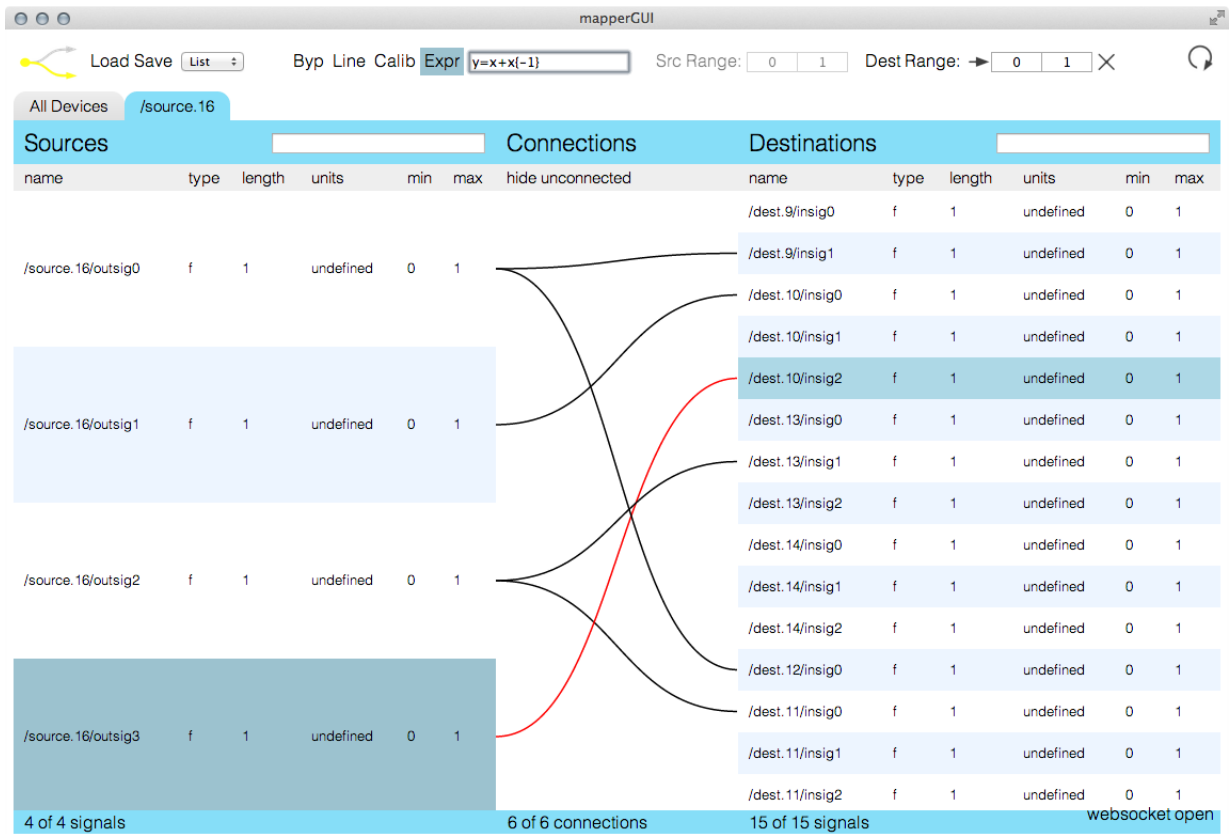 mapperGUI
Load Save List Byp Line Calib Expr y=x+x{-1} Src Range: 0 1 Dest Range: 0 1
All Devices /source.16
Sources Connections Destinations
name type length units min max hide unconnected name type length units min max
/dest.9/insig0 f 1 undefined 0 1
/dest.9/insig1 f 1 undefined 0 1
/source.16/outsig0 f 1 undefined 0 1
/dest.10/insig0 f 1 undefined 0 1
/dest.10/insig1 f 1 undefined 0 1
/dest.10/insig2 f 1 undefined 0 1
/source.16/outsig1 f 1 undefined 0 1
/dest.13/insig0 f 1 undefined 0 1
/dest.13/insig1 f 1 undefined 0 1
/dest.13/insig2 f 1 undefined 0 1
/dest.14/insig0 f 1 undefined 0 1
/source.16/outsig2 f 1 undefined 0 1
/dest.14/insig1 f 1 undefined 0 1
/dest.14/insig2 f 1 undefined 0 1
/dest.12/insig0 f 1 undefined 0 1
/dest.11/insig0 f 1 undefined 0 1
/source.16/outsig3 f 1 undefined 0 1
/dest.11/insig1 f 1 undefined 0 1
/dest.11/insig2 f 1 undefined 0 1
websocket open
4 of 4 signals 6 of 6 connections 15 of 15 signals